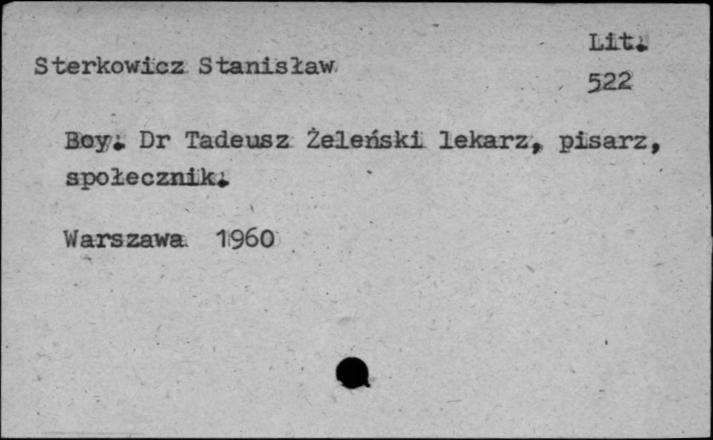 Lit.
Sterkowicz Stanisław
522
Boy. Dr Tadeusz Żeleński lekarz, pisarz,
społecznik.
Warszawa 1960